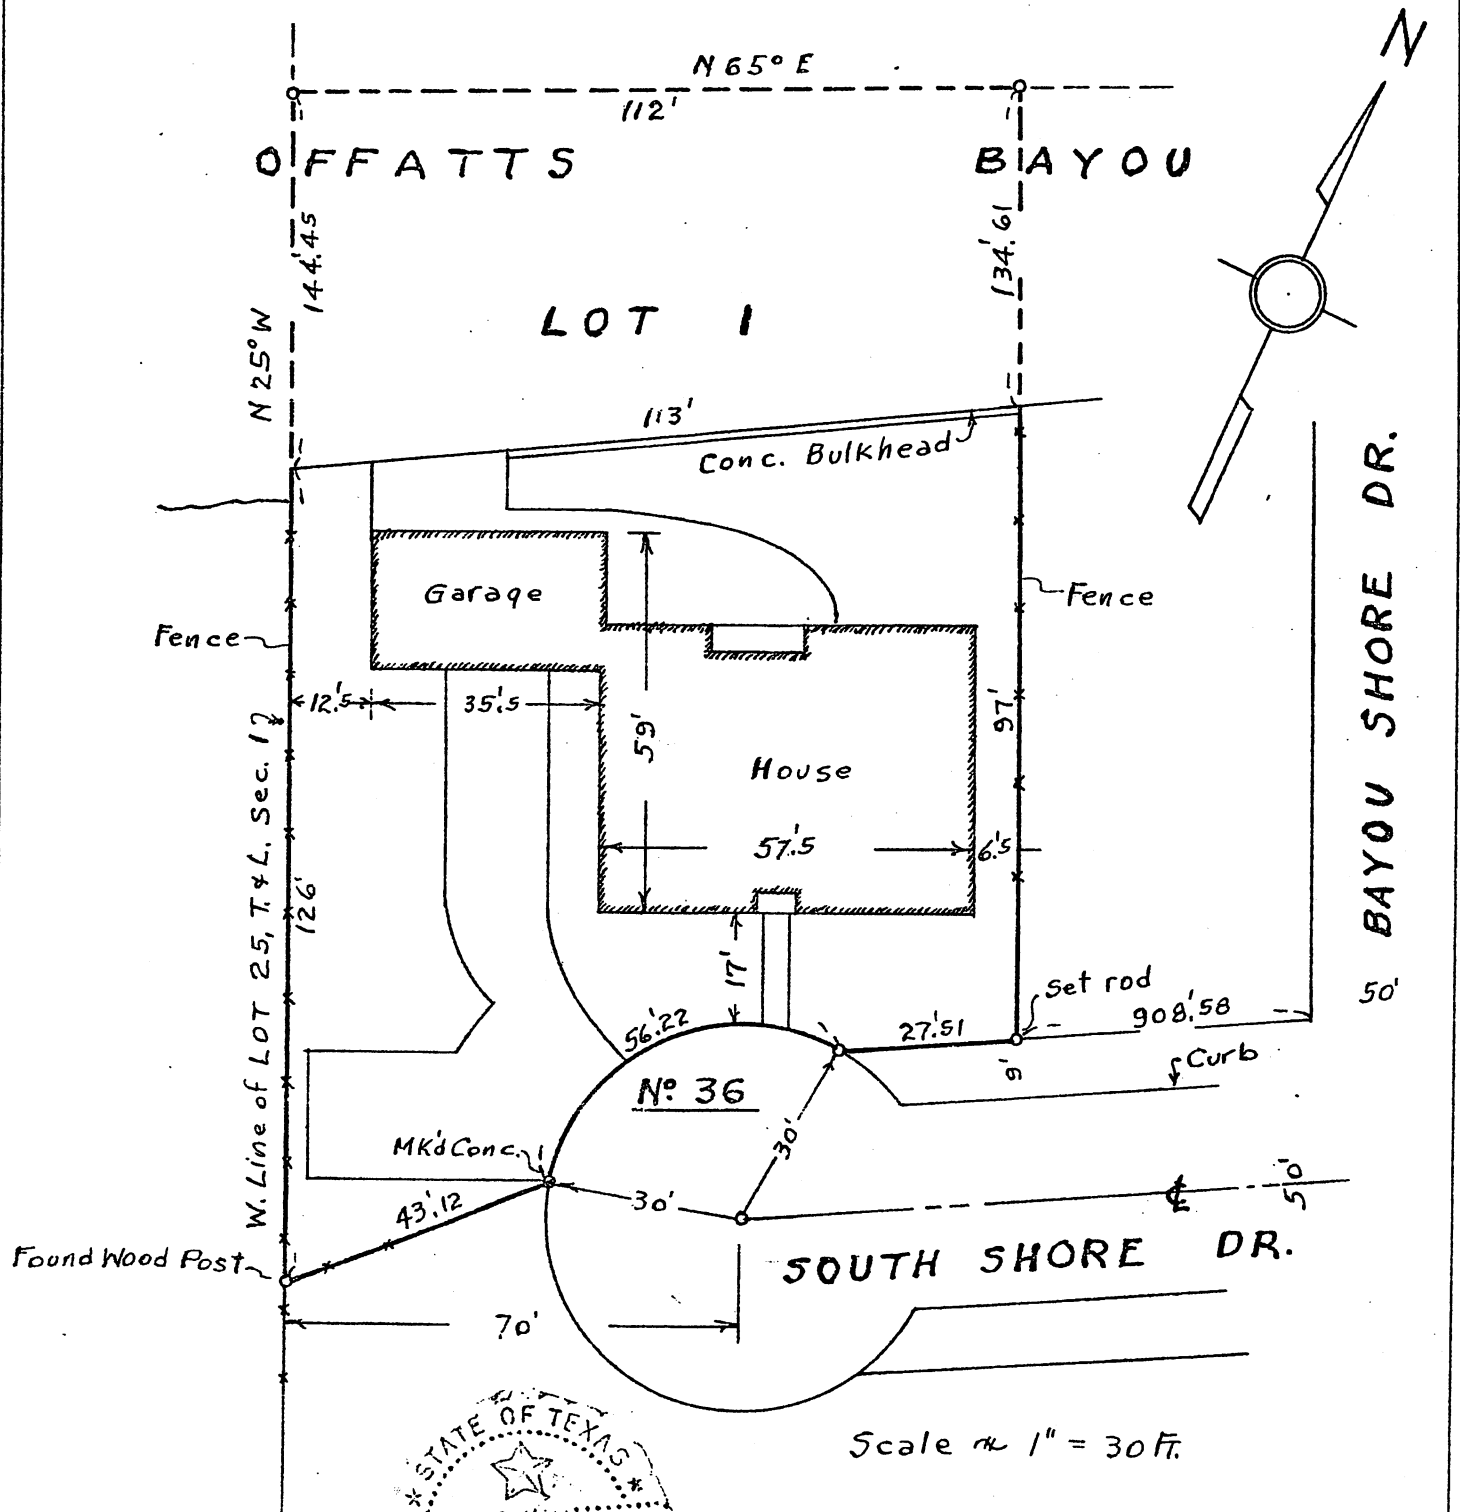 N
N 65° E
112'
OFFATTS BAYOU
144.'45
134.'61
N 25° W
LOT 1
113'
Conc. Bulkhead
Garage
Fence
Fence
12.'5
35.'5
59'
97'
House
57.'5
6.'5
BAYOU SHORE DR.
50'
W. Line of LOT 25, T. & L. Sec. 17
126'
17'
Set rod
908.'58
56.'22
27.'51
9'
Curb
Nº 36
MK'd Conc.
30'
30'
43.'12
50'
Found Wood Post
SOUTH SHORE DR.
70'
STATE OF TEXAS
Scale 1" = 30 Ft.